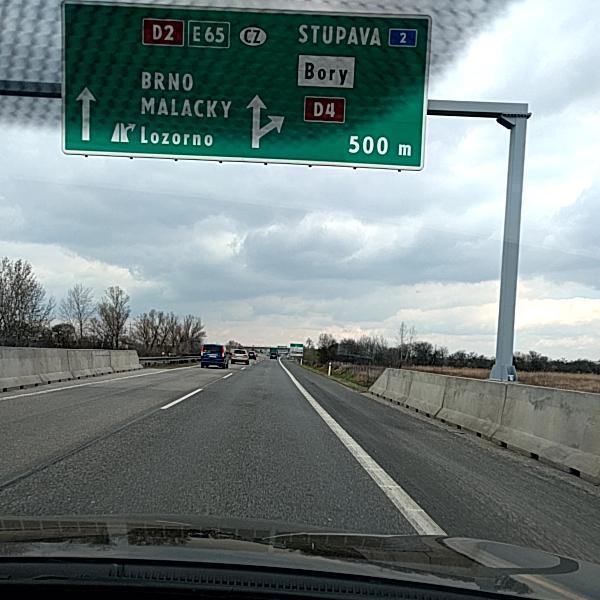 D2 E65 CZ
BRNO
MALACKY
Lozorno
STUPAVA 2
Bory
D4
500 m